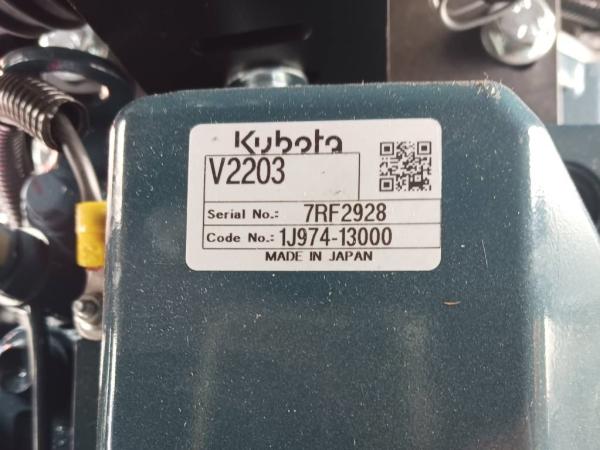 Kubota
V2203
Serial No.: 7RF2928
Code No.: 1J974-13000
MADE IN JAPAN